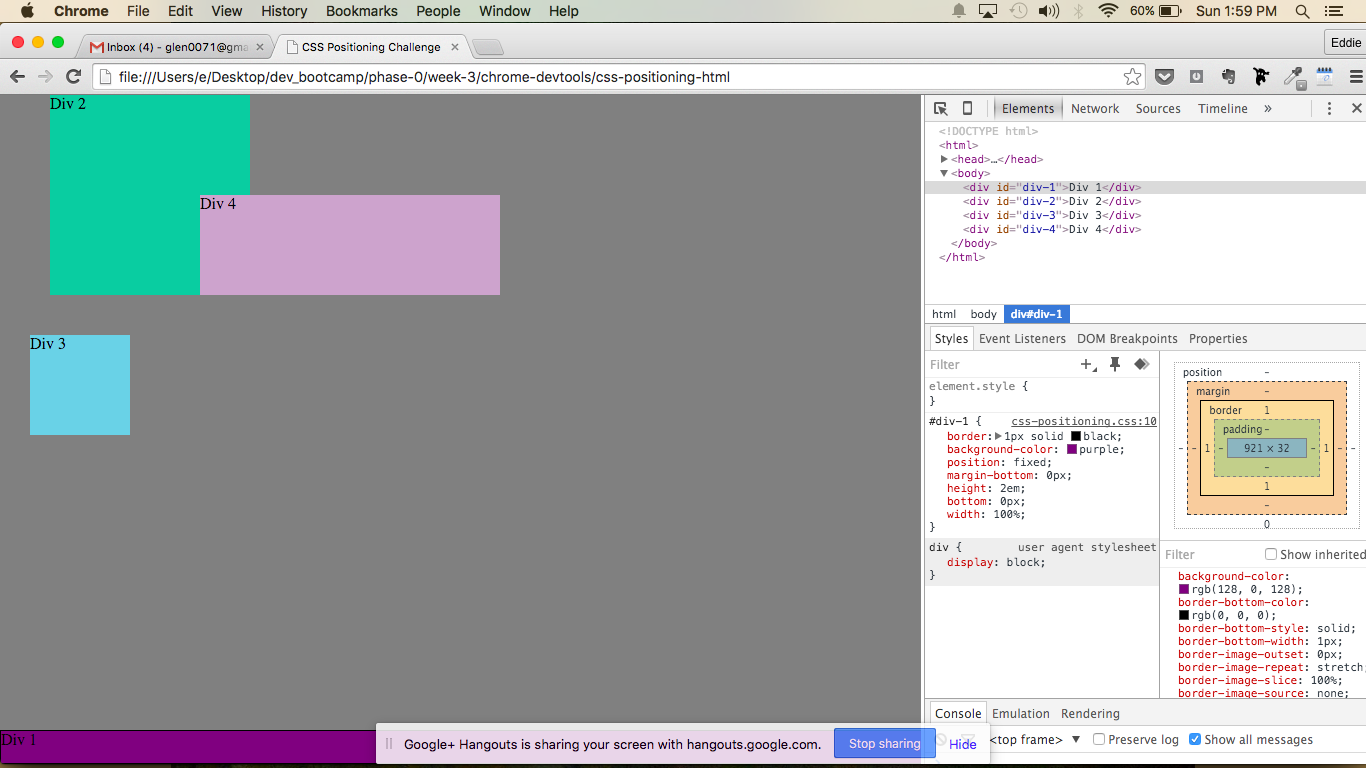 Chrome File Edit View History Bookmarks People Window Help 60% Sun 1:59 PM
Inbox (4) - glen0071@gma CSS Positioning Challenge Eddie
file:///Users/e/Desktop/dev_bootcamp/phase-0/week-3/chrome-devtools/css-positioning-html
Div 2
Div 4
Div 3
Div 1
Elements Network Sources Timeline »
<!DOCTYPE html>
<html>
<head>…</head>
<body>
<div id="div-1">Div 1</div>
<div id="div-2">Div 2</div>
<div id="div-3">Div 3</div>
<div id="div-4">Div 4</div>
</body>
</html>
html body div#div-1
Styles Event Listeners DOM Breakpoints Properties
Filter
element.style {
}
#div-1 { css-positioning.css:10
border: 1px solid black;
background-color: purple;
position: fixed;
margin-bottom: 0px;
height: 2em;
bottom: 0px;
width: 100%;
}
div { user agent stylesheet
display: block;
}
position -
margin -
border 1
padding -
- - 1 - 921 × 32 - 1 - -
-
1
-
0
Filter Show inherited
background-color:
rgb(128, 0, 128);
border-bottom-color:
rgb(0, 0, 0);
border-bottom-style: solid;
border-bottom-width: 1px;
border-image-outset: 0px;
border-image-repeat: stretch;
border-image-slice: 100%;
border-image-source: none;
Console Emulation Rendering
<top frame> ▼ Preserve log Show all messages
Google+ Hangouts is sharing your screen with hangouts.google.com. Stop sharing Hide